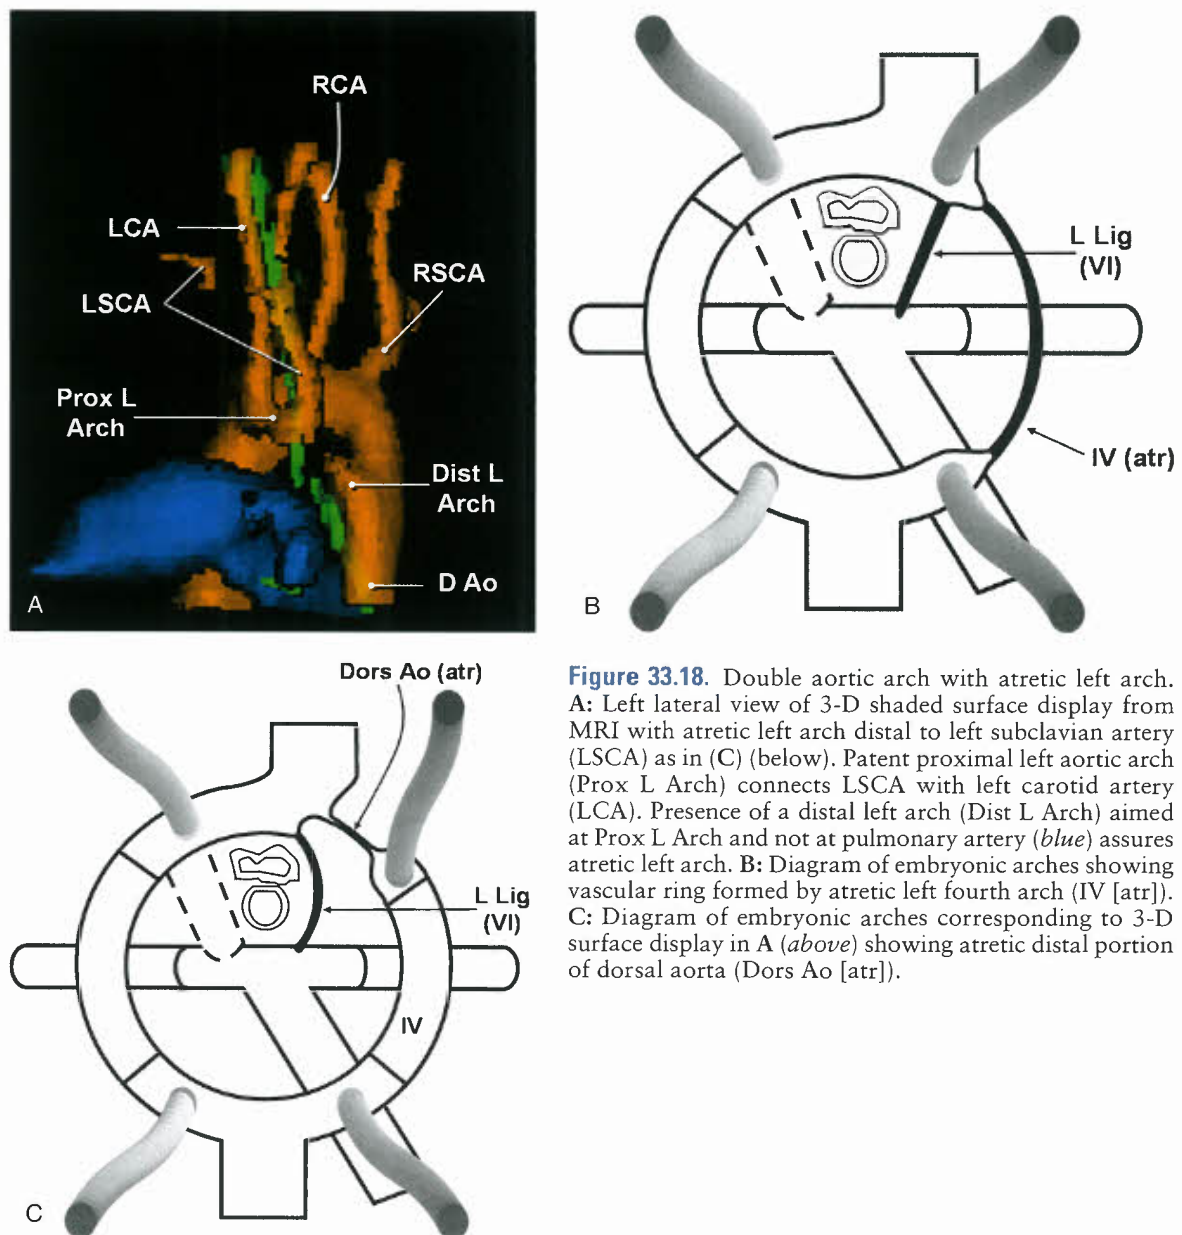 RCA
LCA
RSCA
LSCA
Prox L
Arch
Dist L
Arch
D Ao
A
L Lig
(VI)
IV (atr)
B
Dors Ao (atr)
L Lig
(VI)
IV
C
Figure 33.18. Double aortic arch with atretic left arch.
A: Left lateral view of 3-D shaded surface display from
MRI with atretic left arch distal to left subclavian artery
(LSCA) as in (C) (below). Patent proximal left aortic arch
(Prox L Arch) connects LSCA with left carotid artery
(LCA). Presence of a distal left arch (Dist L Arch) aimed
at Prox L Arch and not at pulmonary artery (blue) assures
atretic left arch. B: Diagram of embryonic arches showing
vascular ring formed by atretic left fourth arch (IV [atr]).
C: Diagram of embryonic arches corresponding to 3-D
surface display in A (above) showing atretic distal portion
of dorsal aorta (Dors Ao [atr]).